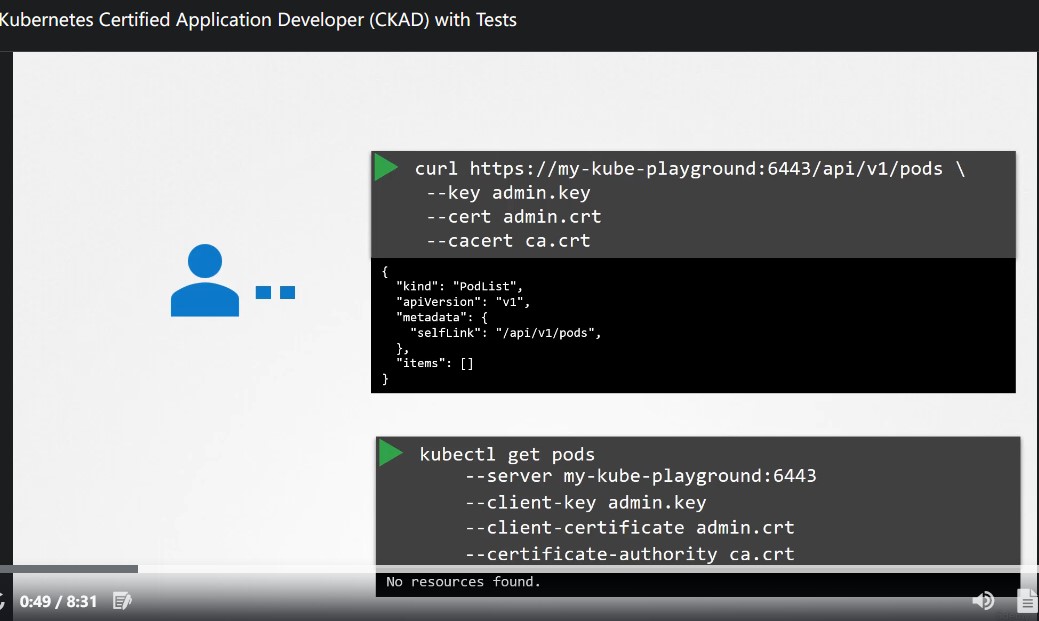 Kubernetes Certified Application Developer (CKAD) with Tests
curl https://my-kube-playground:6443/api/v1/pods \
--key admin.key
--cert admin.crt
--cacert ca.crt
{
"kind": "PodList",
"apiVersion": "v1",
"metadata": {
"selfLink": "/api/v1/pods",
},
"items": []
}
kubectl get pods
--server my-kube-playground:6443
--client-key admin.key
--client-certificate admin.crt
--certificate-authority ca.crt
No resources found.
0:49 / 8:31